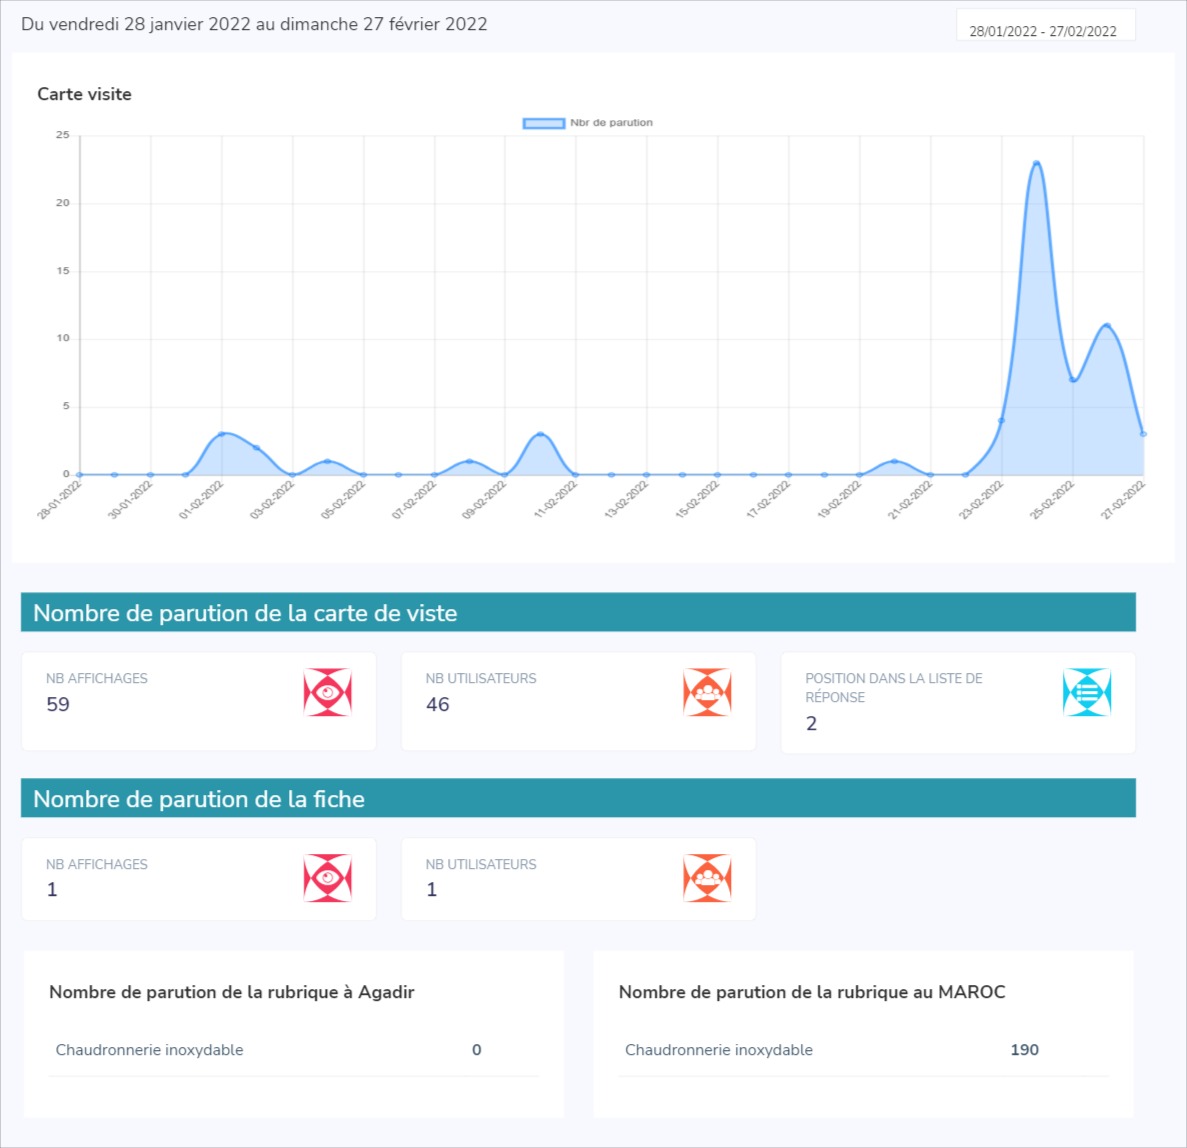 Du vendredi 28 janvier 2022 au dimanche 27 février 2022
28/01/2022 - 27/02/2022
Carte visite
Nbr de parution
25
20
15
10
5
0
28-01-2022
30-01-2022
01-02-2022
03-02-2022
05-02-2022
07-02-2022
09-02-2022
11-02-2022
13-02-2022
15-02-2022
17-02-2022
19-02-2022
21-02-2022
23-02-2022
25-02-2022
27-02-2022
Nombre de parution de la carte de viste
NB AFFICHAGES
59
NB UTILISATEURS
46
POSITION DANS LA LISTE DE
RÉPONSE
2
Nombre de parution de la fiche
NB AFFICHAGES
1
NB UTILISATEURS
1
Nombre de parution de la rubrique à Agadir
Chaudronnerie inoxydable 0
Nombre de parution de la rubrique au MAROC
Chaudronnerie inoxydable 190